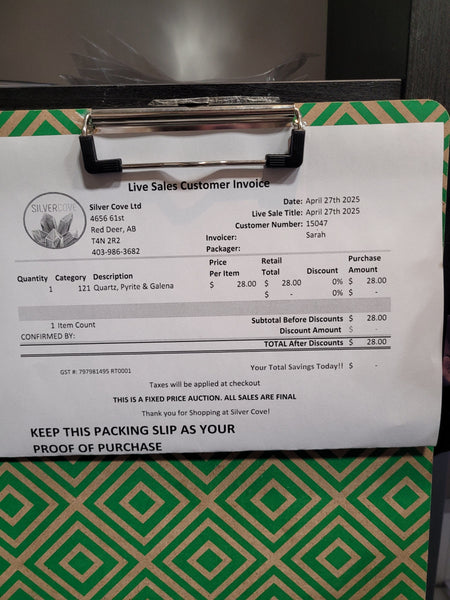 Live Sales Customer Invoice
SILVERCOVE
Silver Cove Ltd
4656 61st
Red Deer, AB
T4N 2R2
403-986-3682
Date: April 27th 2025
Live Sale Title: April 27th 2025
Customer Number: 15047
Invoicer: Sarah
Packager:
Quantity Category Description Price Per Item Retail Total Discount Purchase Amount
1 121 Quartz, Pyrite & Galena $ 28.00 $ 28.00 0% $ 28.00
$ - 0% $ -
1 Item Count Subtotal Before Discounts $ 28.00
CONFIRMED BY: Discount Amount $ -
TOTAL After Discounts $ 28.00
GST #: 797981495 RT0001 Your Total Savings Today!! $ -
Taxes will be applied at checkout
THIS IS A FIXED PRICE AUCTION. ALL SALES ARE FINAL
Thank you for Shopping at Silver Cove!
KEEP THIS PACKING SLIP AS YOUR
PROOF OF PURCHASE